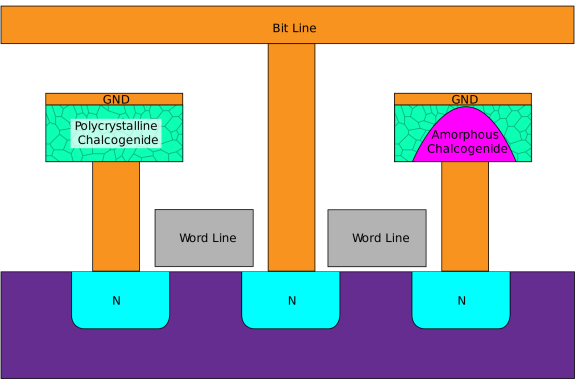 Bit Line
GND
GND
Polycrystalline
Chalcogenide
Amorphous
Chalcogenide
Word Line
Word Line
N
N
N